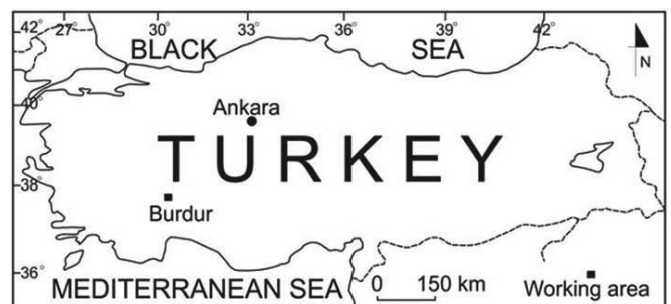 42° 27° 30° 33° 36° 39° 42°
BLACK SEA
N
40°
Ankara
TURKEY
38°
Burdur
36°
MEDITERRANEAN SEA 0 150 km Working area